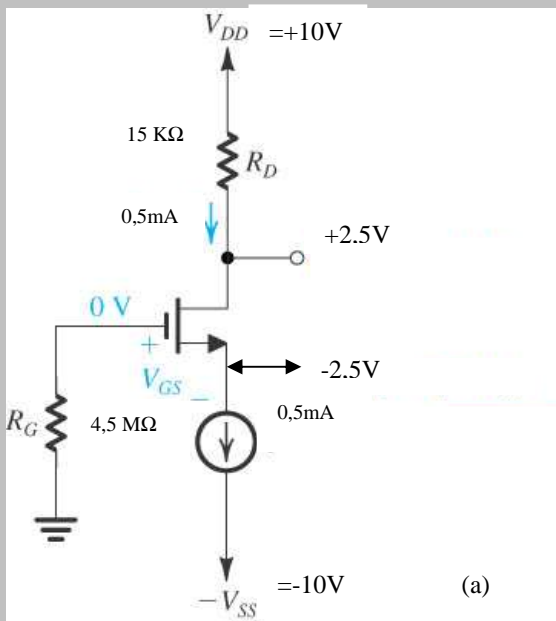 V_DD =+10V
15 KΩ
R_D
0,5mA
+2.5V
0 V
+
V_GS −
-2.5V
R_G
4,5 MΩ
0,5mA
−V_SS =-10V
(a)